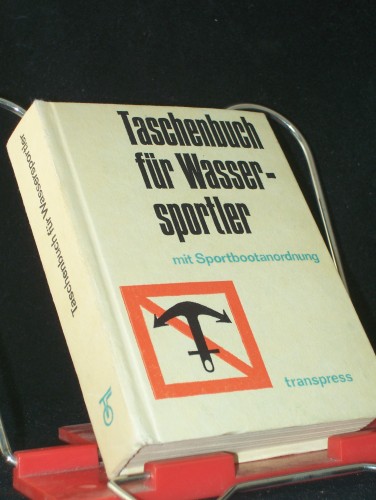 Taschenbuch
für Wasser-
sportler
mit Sportbootanordnung
transpress
Taschenbuch für Wassersportler